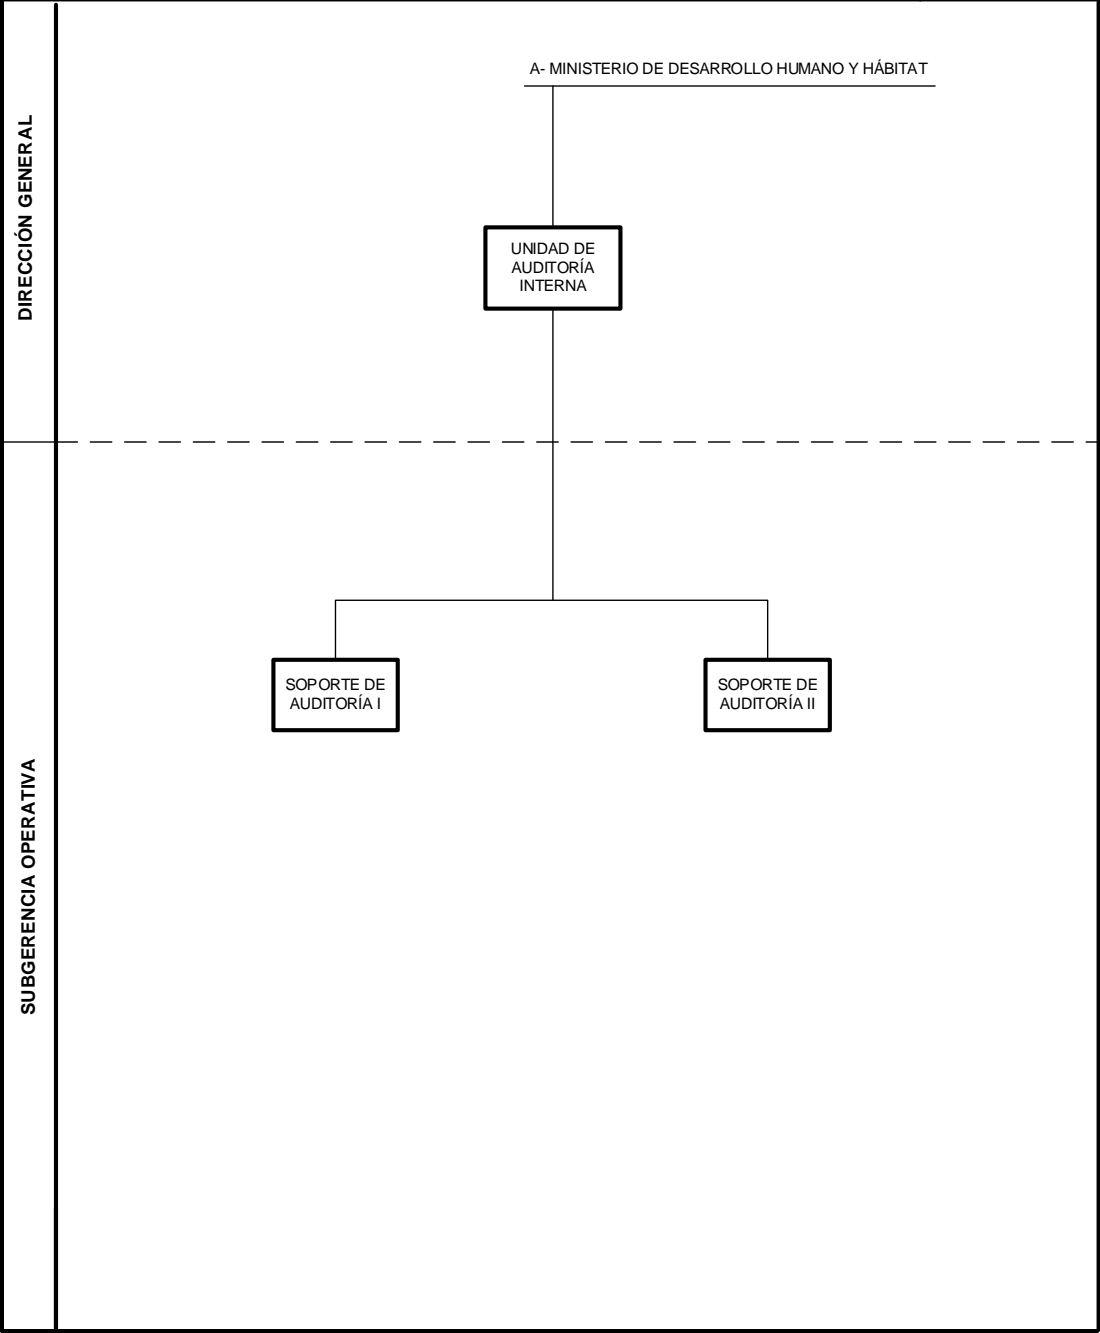 A- MINISTERIO DE DESARROLLO HUMANO Y HÁBITAT
DIRECCIÓN GENERAL
UNIDAD DE
AUDITORÍA
INTERNA
SOPORTE DE
AUDITORÍA I
SOPORTE DE
AUDITORÍA II
SUBGERENCIA OPERATIVA